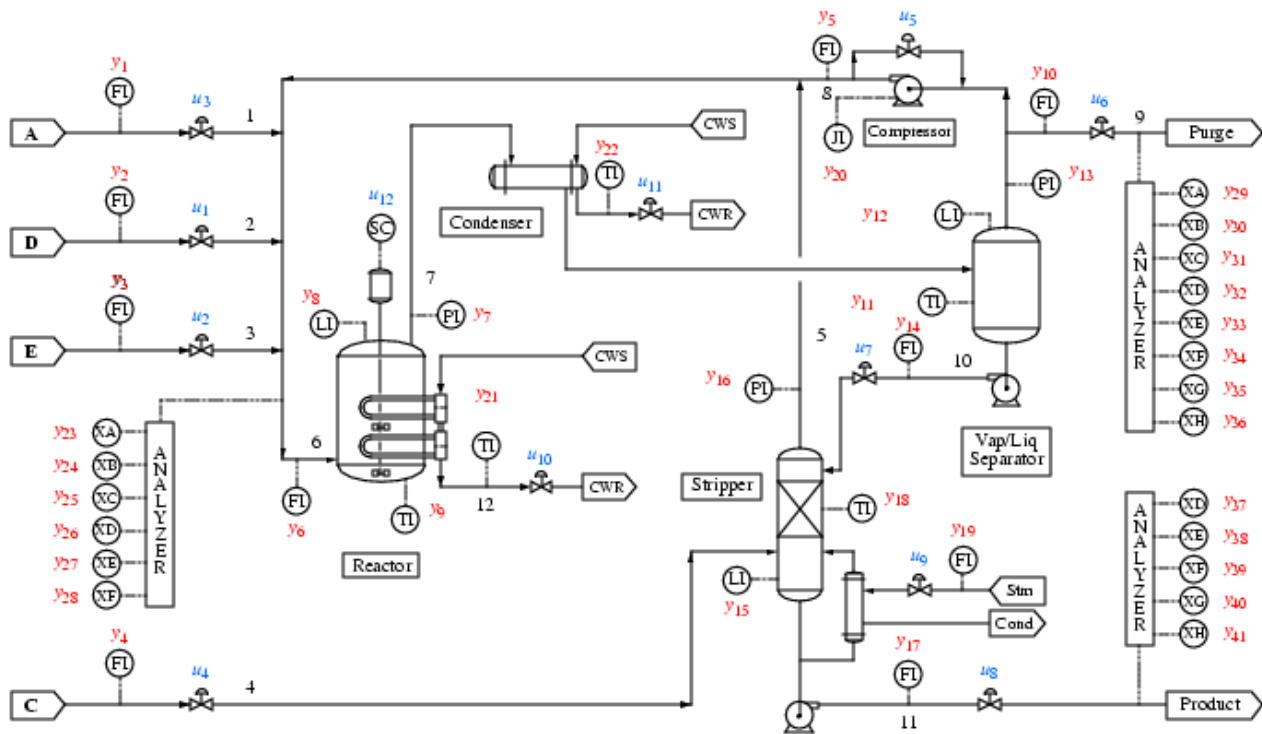 y5
u5
y1
FI
y10
FI
u3
1
8
FI
u6
9
A
CWS
JI
Compressor
Purge
y2
y22
y20
y13
FI
TI
u11
PI
u1
u12
y12
LI
XA
y29
D
2
SC
Condenser
CWR
XB
y30
y3
7
ANALYZER
XC
y31
FI
y8
y11
TI
XD
y32
u2
LI
PI
y7
y14
XE
y33
E
3
CWS
5
u7
FI
10
XF
y34
y16
PI
XG
y35
y21
XH
y36
y23
XA
6
TI
u10
Vap/Liq
Separator
y24
XB
ANALYZER
Stripper
y18
XD
y37
y25
XC
FI
12
CWR
TI
y19
XE
y38
y26
XD
y6
TI
y9
u9
FI
ANALYZER
XF
y39
y27
XE
Reactor
LI
Stm
XG
y40
y28
XF
y15
Cond
XH
y41
y4
y17
FI
FI
u4
4
u8
C
11
Product